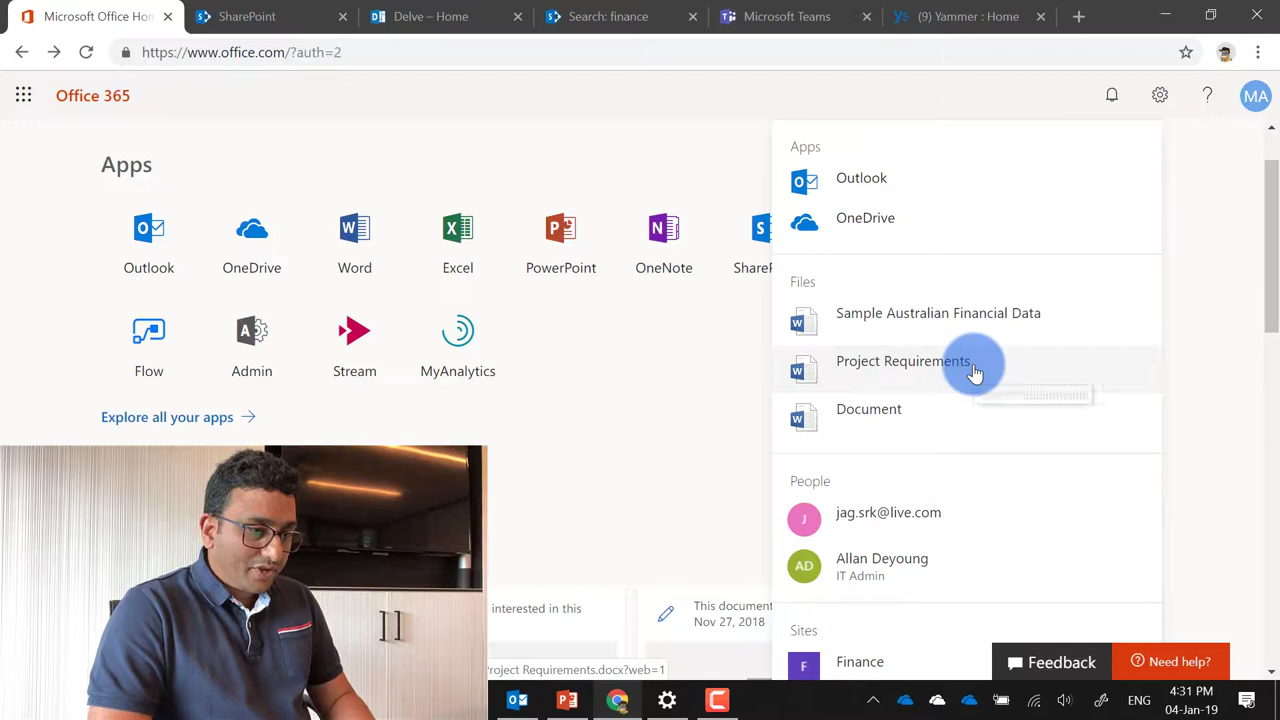 Microsoft Office Hom
SharePoint
Delve – Home
Search: finance
Microsoft Teams
(9) Yammer : Home
https://www.office.com/?auth=2
Office 365
MA
Apps
Outlook
OneDrive
Word
Excel
PowerPoint
OneNote
ShareP
Flow
Admin
Stream
MyAnalytics
Explore all your apps
Apps
Outlook
OneDrive
Files
Sample Australian Financial Data
Project Requirements
Document
People
J
jag.srk@live.com
AD
Allan Deyoung
IT Admin
Sites
F
Finance
interested in this
This document
Nov 27, 2018
Project Requirements.docx?web=1
Feedback
Need help?
ENG
4:31 PM
04-Jan-19